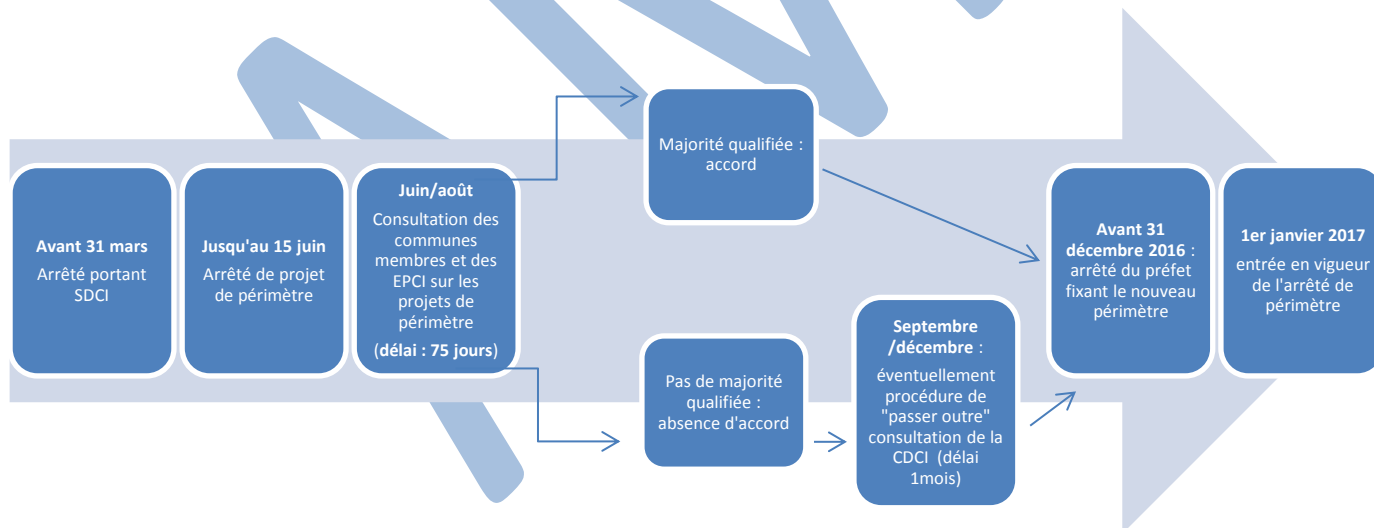 Avant 31 mars
Arrêté portant
SDCI
Jusqu'au 15 juin
Arrêté de projet
de périmètre
Juin/août
Consultation des
communes
membres et des
EPCI sur les
projets de
périmètre
(délai : 75 jours)
Majorité qualifiée :
accord
Pas de majorité
qualifiée :
absence d'accord
Septembre
/décembre :
éventuellement
procédure de
"passer outre"
consultation de la
CDCI (délai
1mois)
Avant 31
décembre 2016 :
arrêté du préfet
fixant le nouveau
périmètre
1er janvier 2017
entrée en vigueur
de l'arrêté de
périmètre